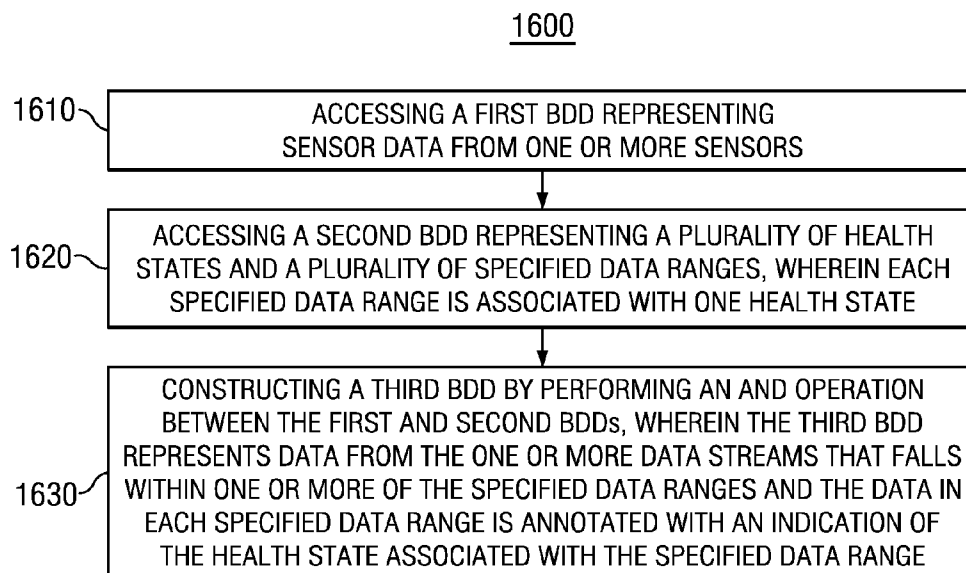 1600
1610
ACCESSING A FIRST BDD REPRESENTING
SENSOR DATA FROM ONE OR MORE SENSORS
1620
ACCESSING A SECOND BDD REPRESENTING A PLURALITY OF HEALTH
STATES AND A PLURALITY OF SPECIFIED DATA RANGES, WHEREIN EACH
SPECIFIED DATA RANGE IS ASSOCIATED WITH ONE HEALTH STATE
1630
CONSTRUCTING A THIRD BDD BY PERFORMING AN AND OPERATION
BETWEEN THE FIRST AND SECOND BDDs, WHEREIN THE THIRD BDD
REPRESENTS DATA FROM THE ONE OR MORE DATA STREAMS THAT FALLS
WITHIN ONE OR MORE OF THE SPECIFIED DATA RANGES AND THE DATA IN
EACH SPECIFIED DATA RANGE IS ANNOTATED WITH AN INDICATION OF
THE HEALTH STATE ASSOCIATED WITH THE SPECIFIED DATA RANGE